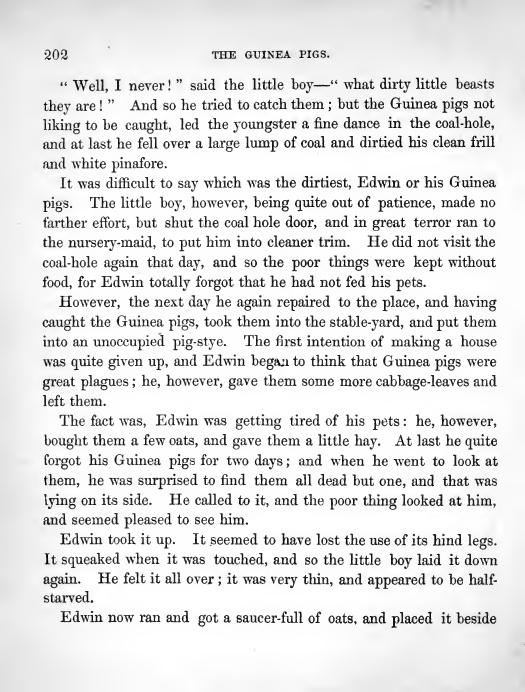 202 THE GUINEA PIGS.
“ Well, I never! ” said the little boy—“ what dirty little beasts
they are! ” And so he tried to catch them; but the Guinea pigs not
liking to be caught, led the youngster a fine dance in the coal-hole,
and at last he fell over a large lump of coal and dirtied his clean frill
and white pinafore.
It was difficult to say which was the dirtiest, Edwin or his Guinea
pigs. The little boy, however, being quite out of patience, made no
farther effort, but shut the coal hole door, and in great terror ran to
the nursery-maid, to put him into cleaner trim. He did not visit the
coal-hole again that day, and so the poor things were kept without
food, for Edwin totally forgot that he had not fed his pets.
However, the next day he again repaired to the place, and having
caught the Guinea pigs, took them into the stable-yard, and put them
into an unoccupied pig-stye. The first intention of making a house
was quite given up, and Edwin began to think that Guinea pigs were
great plagues; he, however, gave them some more cabbage-leaves and
left them.
The fact was, Edwin was getting tired of his pets: he, however,
bought them a few oats, and gave them a little hay. At last he quite
forgot his Guinea pigs for two days; and when he went to look at
them, he was surprised to find them all dead but one, and that was
lying on its side. He called to it, and the poor thing looked at him,
and seemed pleased to see him.
Edwin took it up. It seemed to have lost the use of its hind legs.
It squeaked when it was touched, and so the little boy laid it down
again. He felt it all over; it was very thin, and appeared to be half-
starved.
Edwin now ran and got a saucer-full of oats, and placed it beside